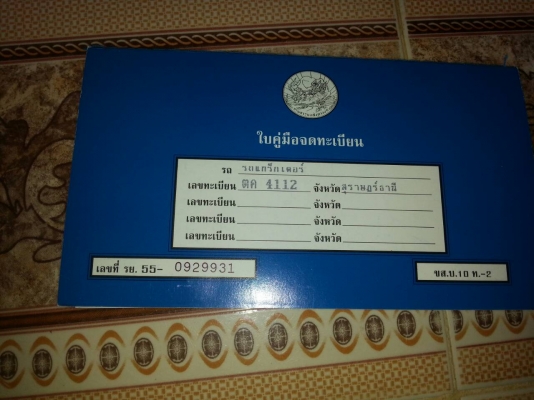 ใบคู่มือจดทะเบียน
รถ รถแทร็กเตอร์
เลขทะเบียน ตค 4112 จังหวัด สุราษฎร์ธานี
เลขทะเบียน จังหวัด
เลขทะเบียน จังหวัด
เลขทะเบียน จังหวัด
เลขที่ รย. 55- 0929931
ขส.บ.10 ท.-2